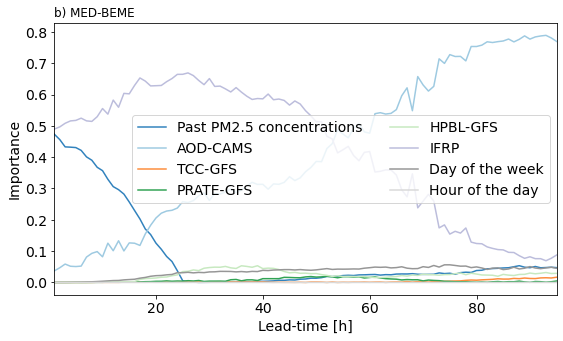 b) MED-BEME
0.8
0.7
0.6
0.5
0.4
0.3
0.2
0.1
0.0
Importance
Past PM2.5 concentrations
AOD-CAMS
TCC-GFS
PRATE-GFS
HPBL-GFS
IFRP
Day of the week
Hour of the day
20 40 60 80
Lead-time [h]